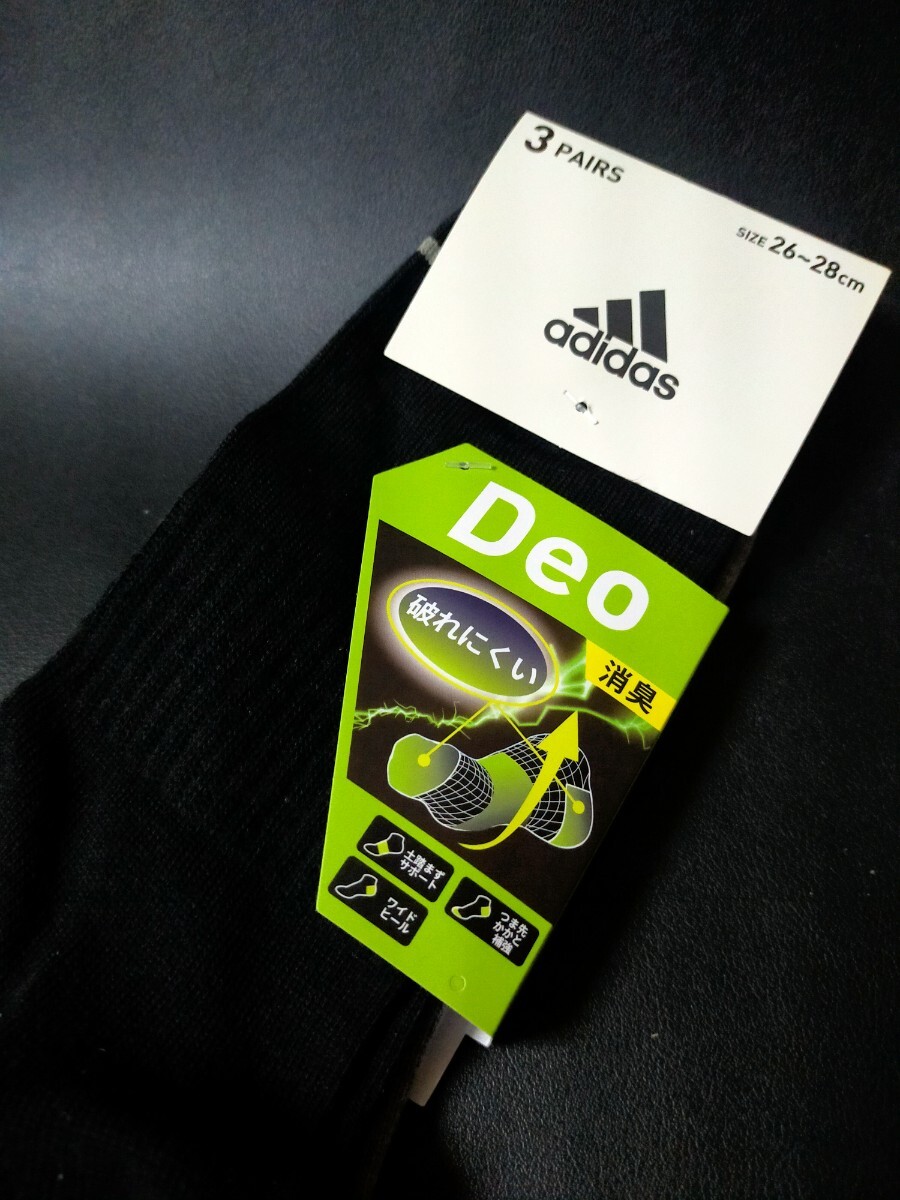 3 PAIRS
SIZE 26~28cm
adidas
Deo
破れにくい
消臭
土踏まず
サポート
ワイド
ヒール
つま先
かかと
補強